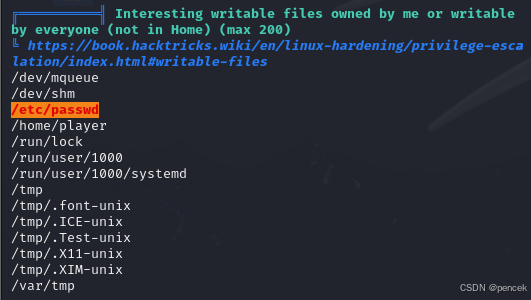 ╔══════════╣ Interesting writable files owned by me or writable
by everyone (not in Home) (max 200)
╚ https://book.hacktricks.wiki/en/linux-hardening/privilege-esca
lation/index.html#writable-files
/dev/mqueue
/dev/shm
/etc/passwd
/home/player
/run/lock
/run/user/1000
/run/user/1000/systemd
/tmp
/tmp/.font-unix
/tmp/.ICE-unix
/tmp/.Test-unix
/tmp/.X11-unix
/tmp/.XIM-unix
/var/tmp
CSDN @pencek